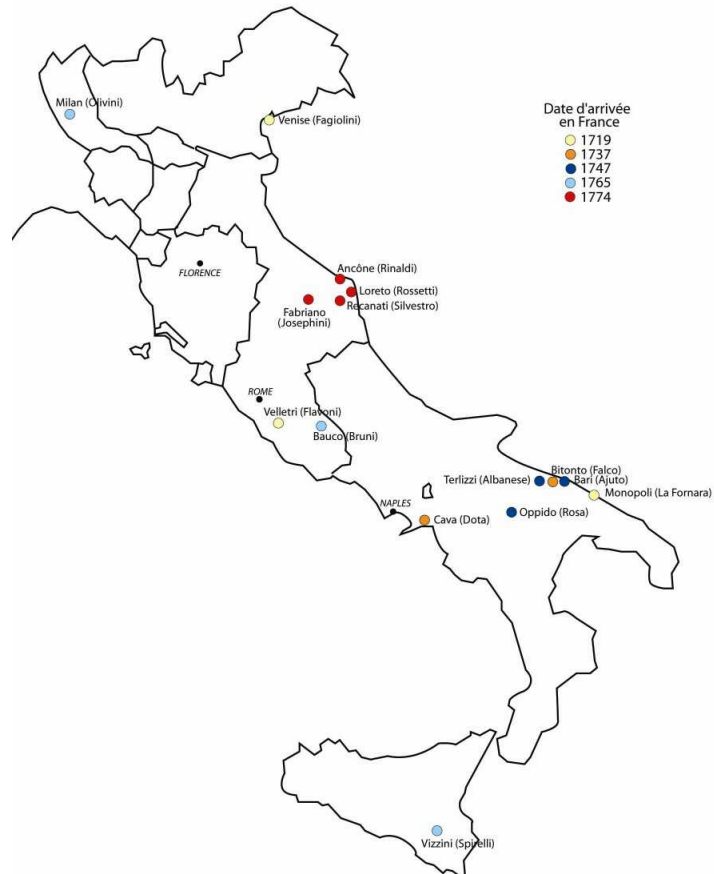 Milan (Olivini)
Venise (Fagiolini)
Date d'arrivée
en France
1719
1737
1747
1765
1774
FLORENCE
Ancône (Rinaldi)
Loreto (Rossetti)
Recanati (Silvestro)
Fabriano
(Josephini)
ROME
Velletri (Flavoni)
Bauco (Bruni)
Bitonto (Falco)
Terlizzi (Albanese)
Bari (Ajuto)
Monopoli (La Fornara)
NAPLES
Oppido (Rosa)
Cava (Dota)
Vizzini (Spirelli)